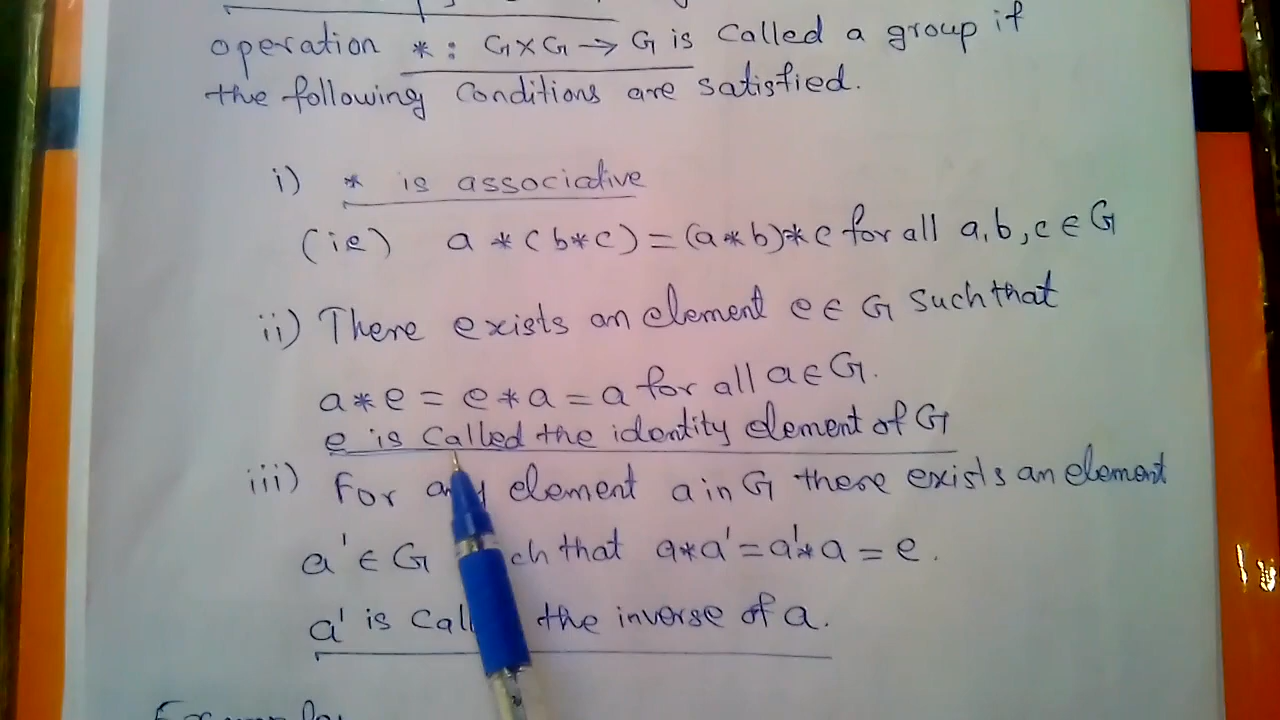 operation * : G×G → G is called a group if
the following conditions are satisfied.
i) * is associative
(ie) a * (b*c) = (a*b)*c for all a, b, c ∈ G
ii) There exists an element e ∈ G such that
a*e = e*a = a for all a ∈ G.
e is called the identity element of G
iii) For any element a in G there exists an element
a' ∈ G such that a*a' = a'*a = e.
a' is called the inverse of a.